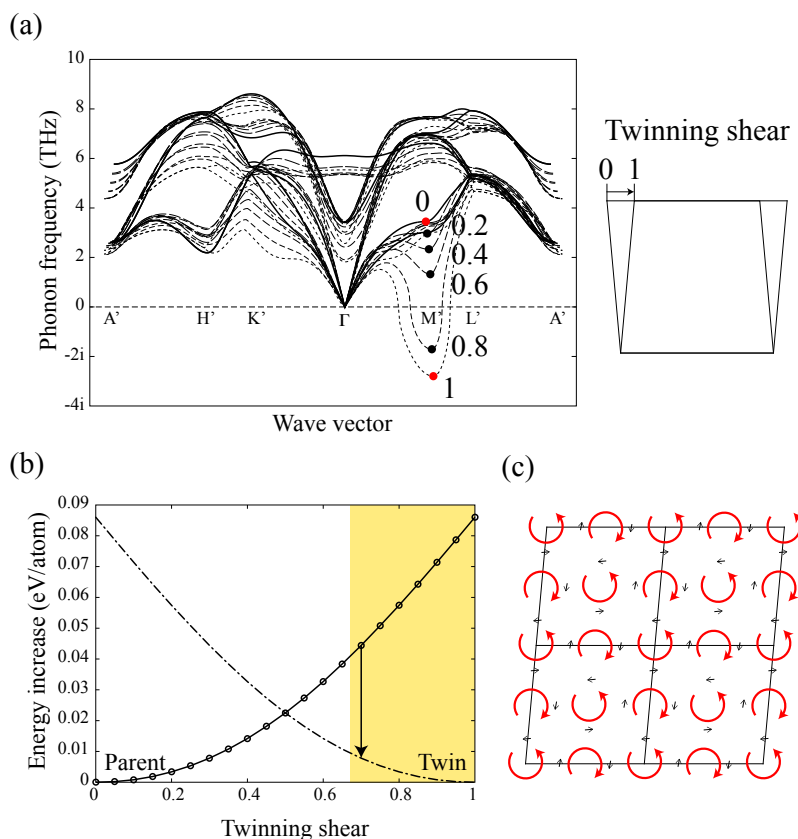 (a)
10
8
6
4
2
0
-2i
-4i
Phonon frequency (THz)
A'
H'
K'
Γ
M'
L'
A'
Wave vector
0
0.2
0.4
0.6
0.8
1
Twinning shear
0 1
(b)
0.09
0.08
0.07
0.06
0.05
0.04
0.03
0.02
0.01
0
Energy increase (eV/atom)
Parent
Twin
0
0.2
0.4
0.6
0.8
1
Twinning shear
(c)